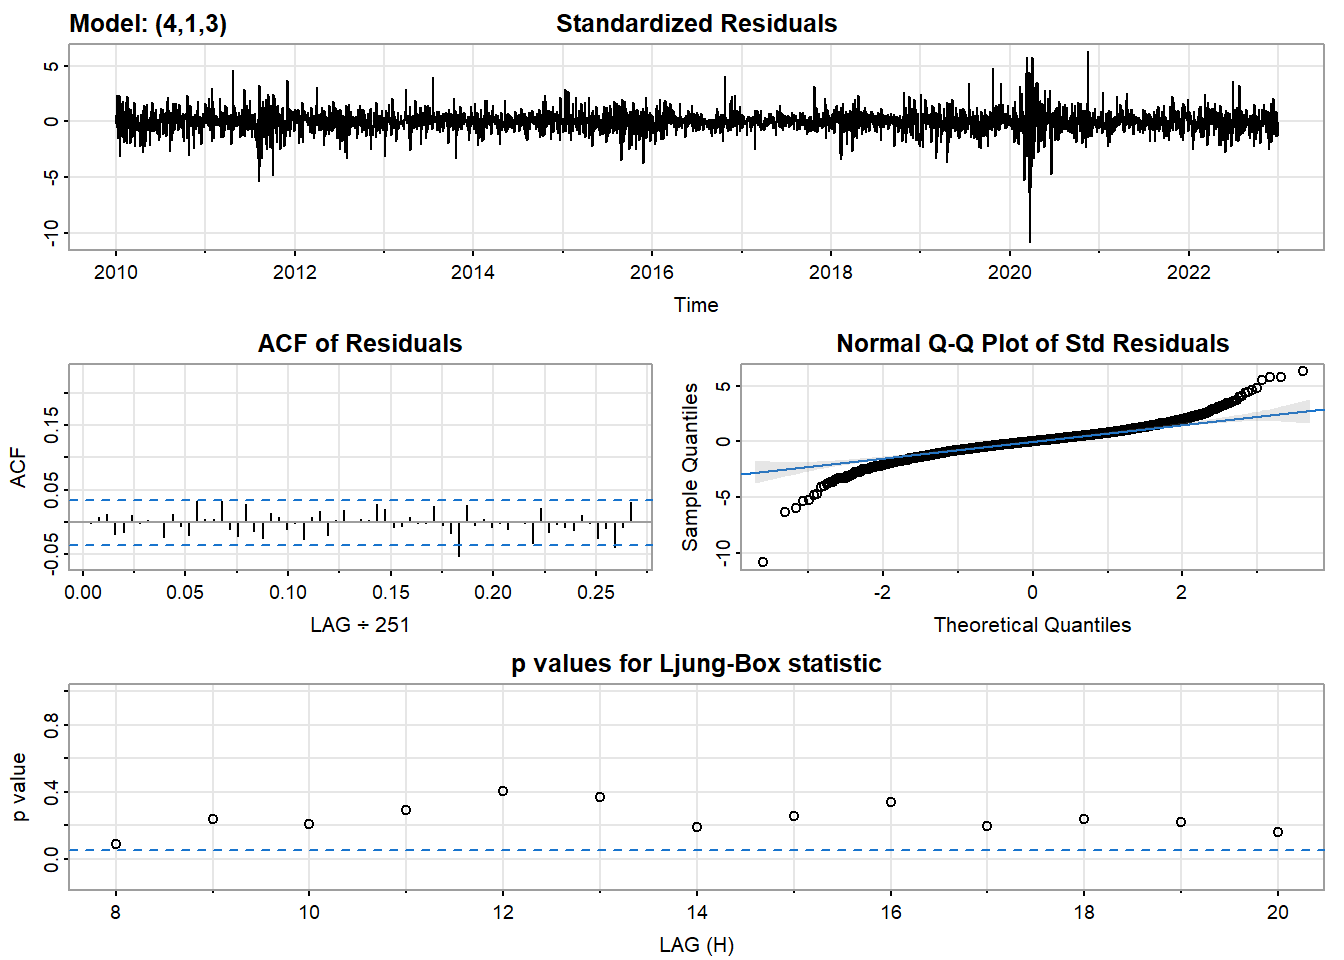 Model: (4,1,3)
Standardized Residuals
5
0
-5
-10
2010 2012 2014 2016 2018 2020 2022
Time
ACF of Residuals
ACF
0.15
0.05
-0.05
0.00 0.05 0.10 0.15 0.20 0.25
LAG ÷ 251
Normal Q-Q Plot of Std Residuals
Sample Quantiles
5
0
-5
-10
-2 0 2
Theoretical Quantiles
p values for Ljung-Box statistic
p value
0.8
0.4
0.0
8 10 12 14 16 18 20
LAG (H)